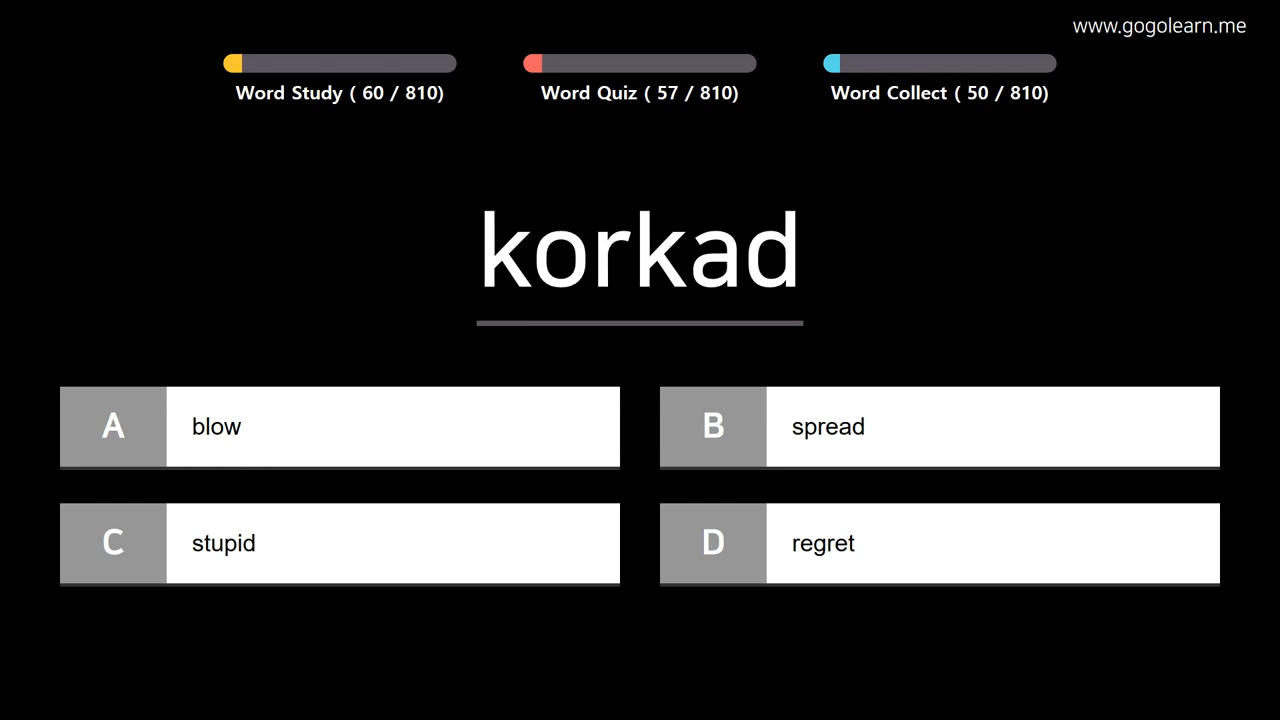 www.gogolearn.me
Word Study ( 60 / 810)
Word Quiz ( 57 / 810)
Word Collect ( 50 / 810)
korkad
A blow
B spread
C stupid
D regret